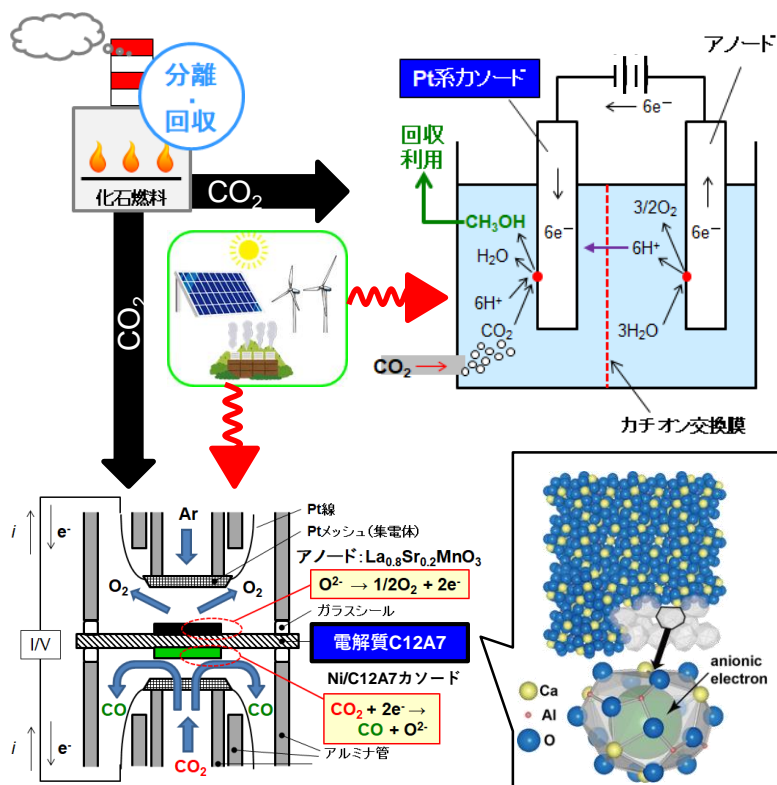 分離
・
回収
化石燃料
CO2
CO2
Pt系カソード
アノード
6e−
回収
利用
CH3OH
H2O
6H+
CO2
6e−
3/2O2
6H+
6e−
3H2O
CO2
カチオン交換膜
i
e-
Ar
Pt線
Ptメッシュ(集電体)
アノード:La0.8Sr0.2MnO3
O2
O2
O2- → 1/2O2 + 2e-
ガラスシール
I/V
電解質C12A7
Ni/C12A7カソード
CO
CO
CO2 + 2e- →
CO + O2-
i
e-
CO2
アルミナ管
anionic
electron
Ca
Al
O